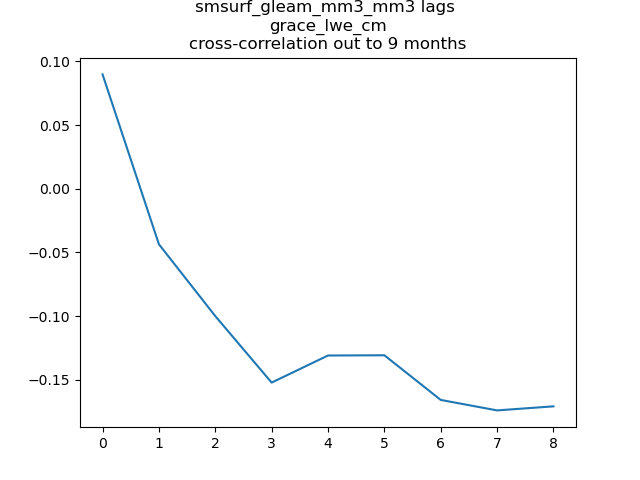 smsurf_gleam_mm3_mm3 lags
grace_lwe_cm
cross-correlation out to 9 months
0.10
0.05
0.00
−0.05
−0.10
−0.15
0 1 2 3 4 5 6 7 8